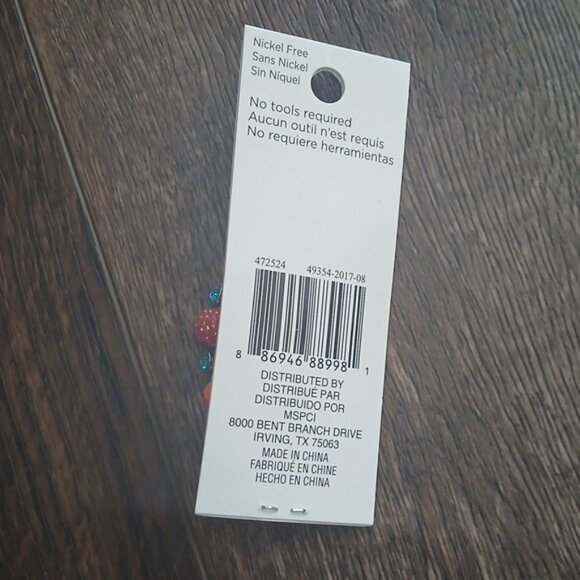 Nickel Free
Sans Nickel
Sin Niquel
No tools required
Aucun outil n'est requis
No requiere herramientas
472524 49354-2017-08
8 86946 88998 1
DISTRIBUTED BY
DISTRIBUÉ PAR
DISTRIBUIDO POR
MSPCI
8000 BENT BRANCH DRIVE
IRVING, TX 75063
MADE IN CHINA
FABRIQUÉ EN CHINE
HECHO EN CHINA